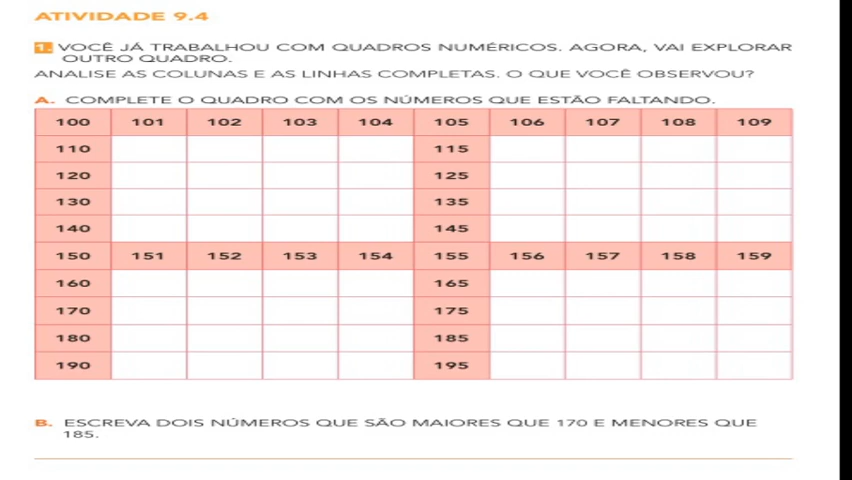 ATIVIDADE 9.4
1. VOCÊ JÁ TRABALHOU COM QUADROS NUMÉRICOS. AGORA, VAI EXPLORAR
OUTRO QUADRO.
ANALISE AS COLUNAS E AS LINHAS COMPLETAS. O QUE VOCÊ OBSERVOU?
A. COMPLETE O QUADRO COM OS NÚMEROS QUE ESTÃO FALTANDO.
100 101 102 103 104 105 106 107 108 109
110 115
120 125
130 135
140 145
150 151 152 153 154 155 156 157 158 159
160 165
170 175
180 185
190 195
B. ESCREVA DOIS NÚMEROS QUE SÃO MAIORES QUE 170 E MENORES QUE
185.